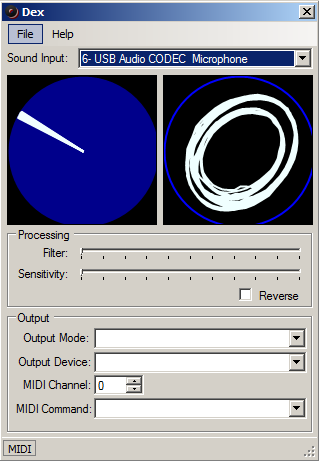 Dex
File Help
Sound Input: 6- USB Audio CODEC Microphone
Processing
Filter:
Sensitivity:
Reverse
Output
Output Mode:
Output Device:
MIDI Channel: 0
MIDI Command:
MIDI